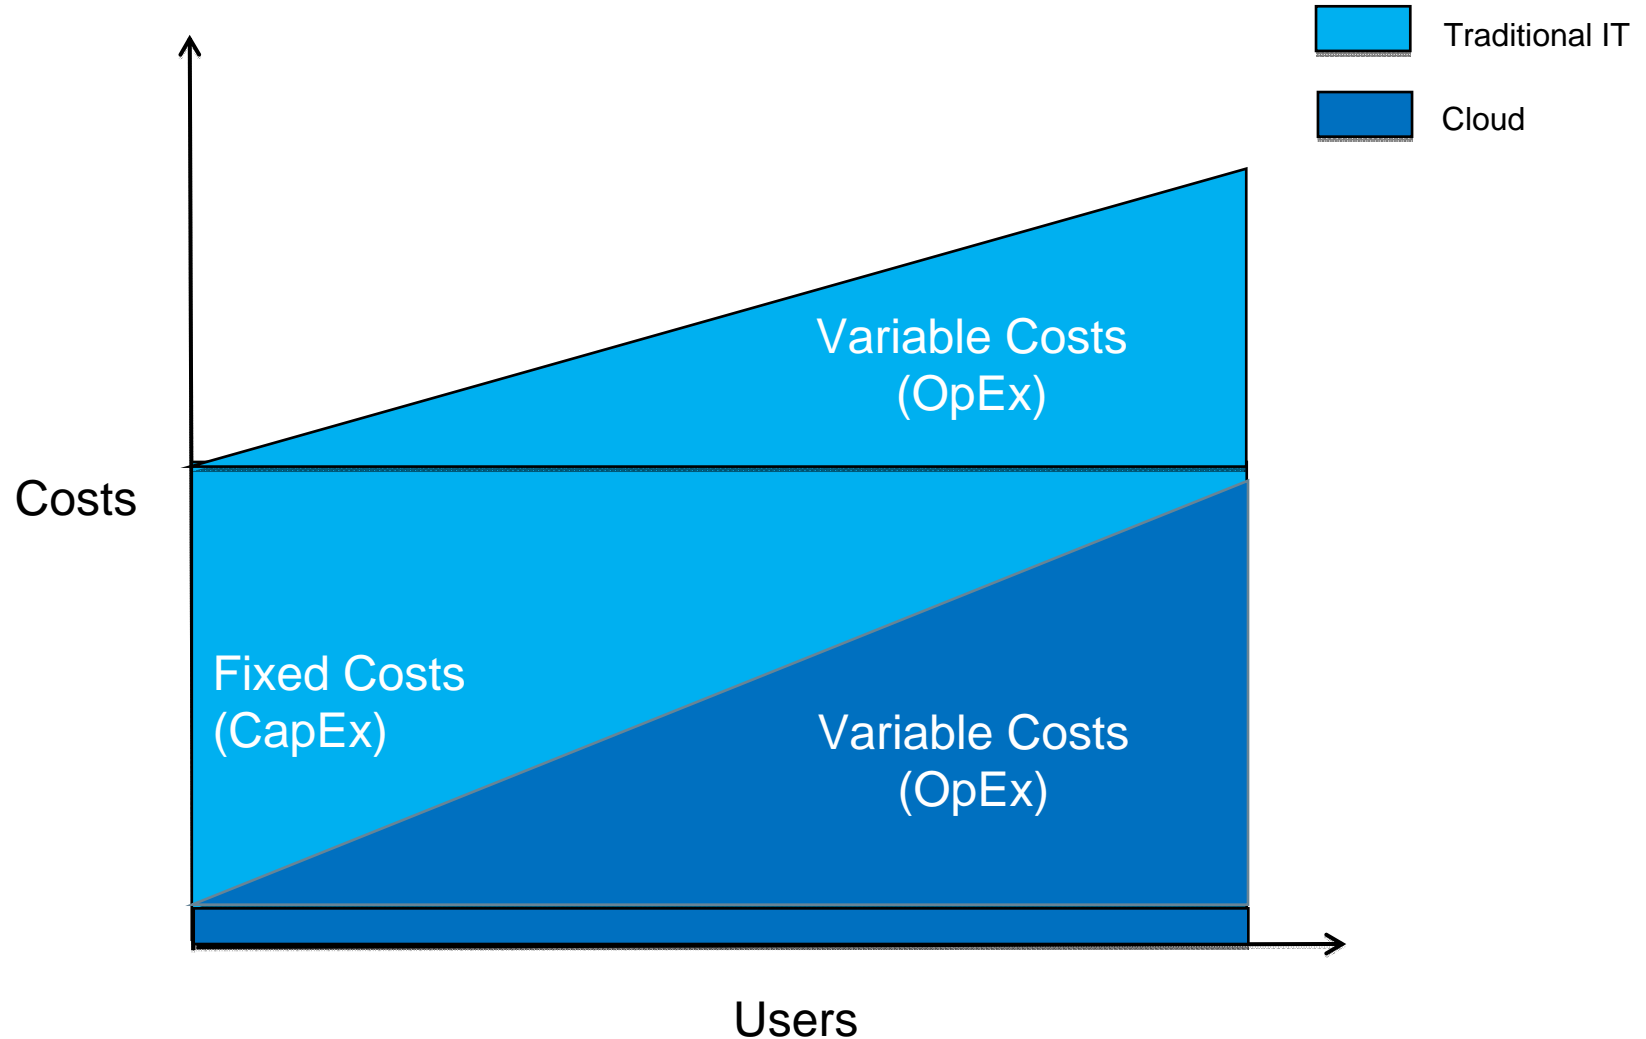 Traditional IT
Cloud
Variable Costs
(OpEx)
Costs
Fixed Costs
(CapEx)
Variable Costs
(OpEx)
Users